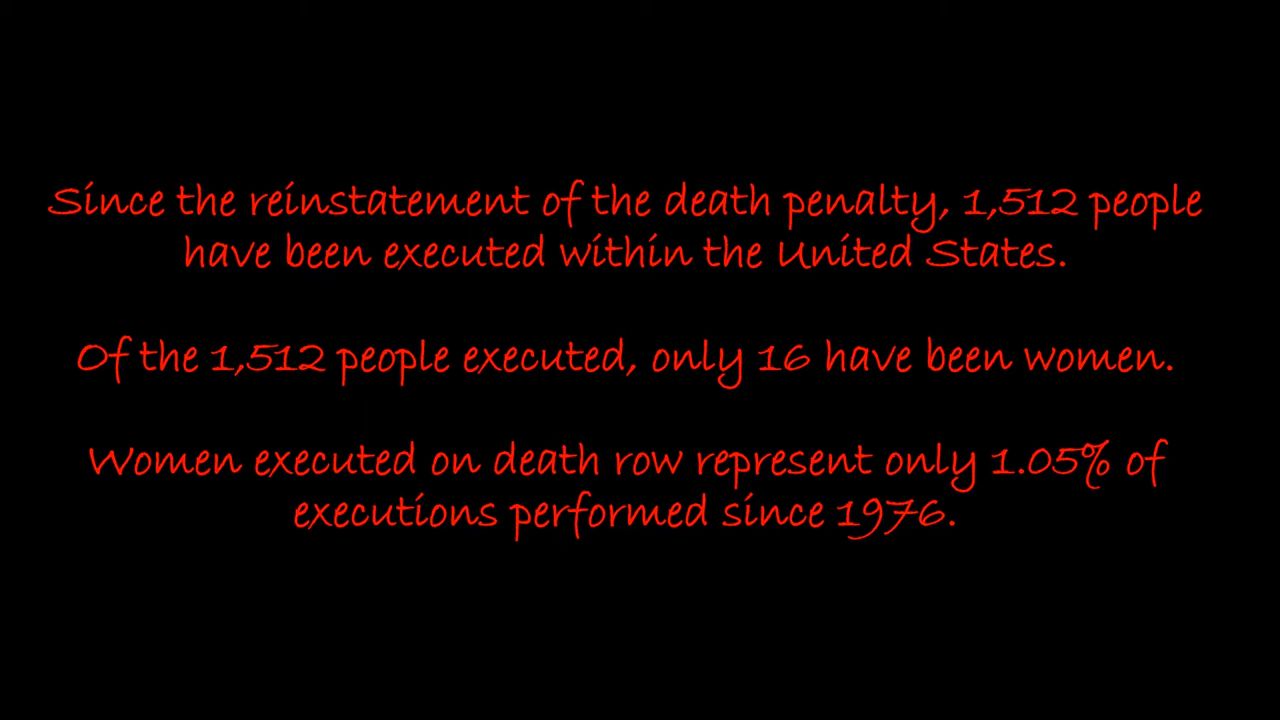 Since the reinstatement of the death penalty, 1,512 people
have been executed within the United States.
Of the 1,512 people executed, only 16 have been women.
Women executed on death row represent only 1.05% of
executions performed since 1976.